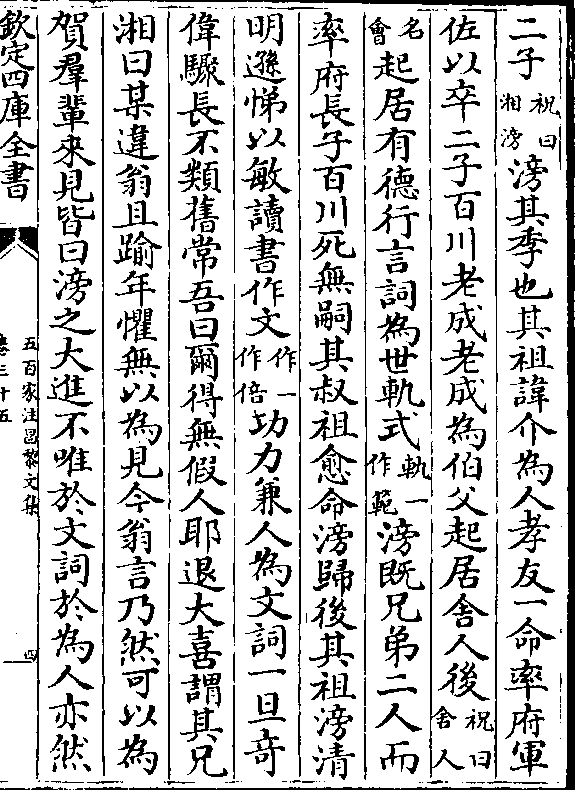 二子祝曰湘滂滂其季也其祖諱介為人孝友一命率府軍
佐以卒二子百川老成老成為伯父起居舍人後祝曰舍人
名會起居有德行言詞為世軌式軌一作範滂既兄弟二人而
率府長子百川死無嗣其叔祖愈命滂歸後其祖滂清
明遜悌以敏讀書作文作一作倍功力兼人為文詞一旦奇
偉驟長不類舊常吾曰爾得無假人耶退大喜謂其兄
湘曰某違翁且踰年懼無以為見今翁言乃然可以為
賀羣輩來見皆曰滂之大進不唯於文詞於為人亦然
欽定四庫全書
五百家注昌黎文集
卷三十五
四